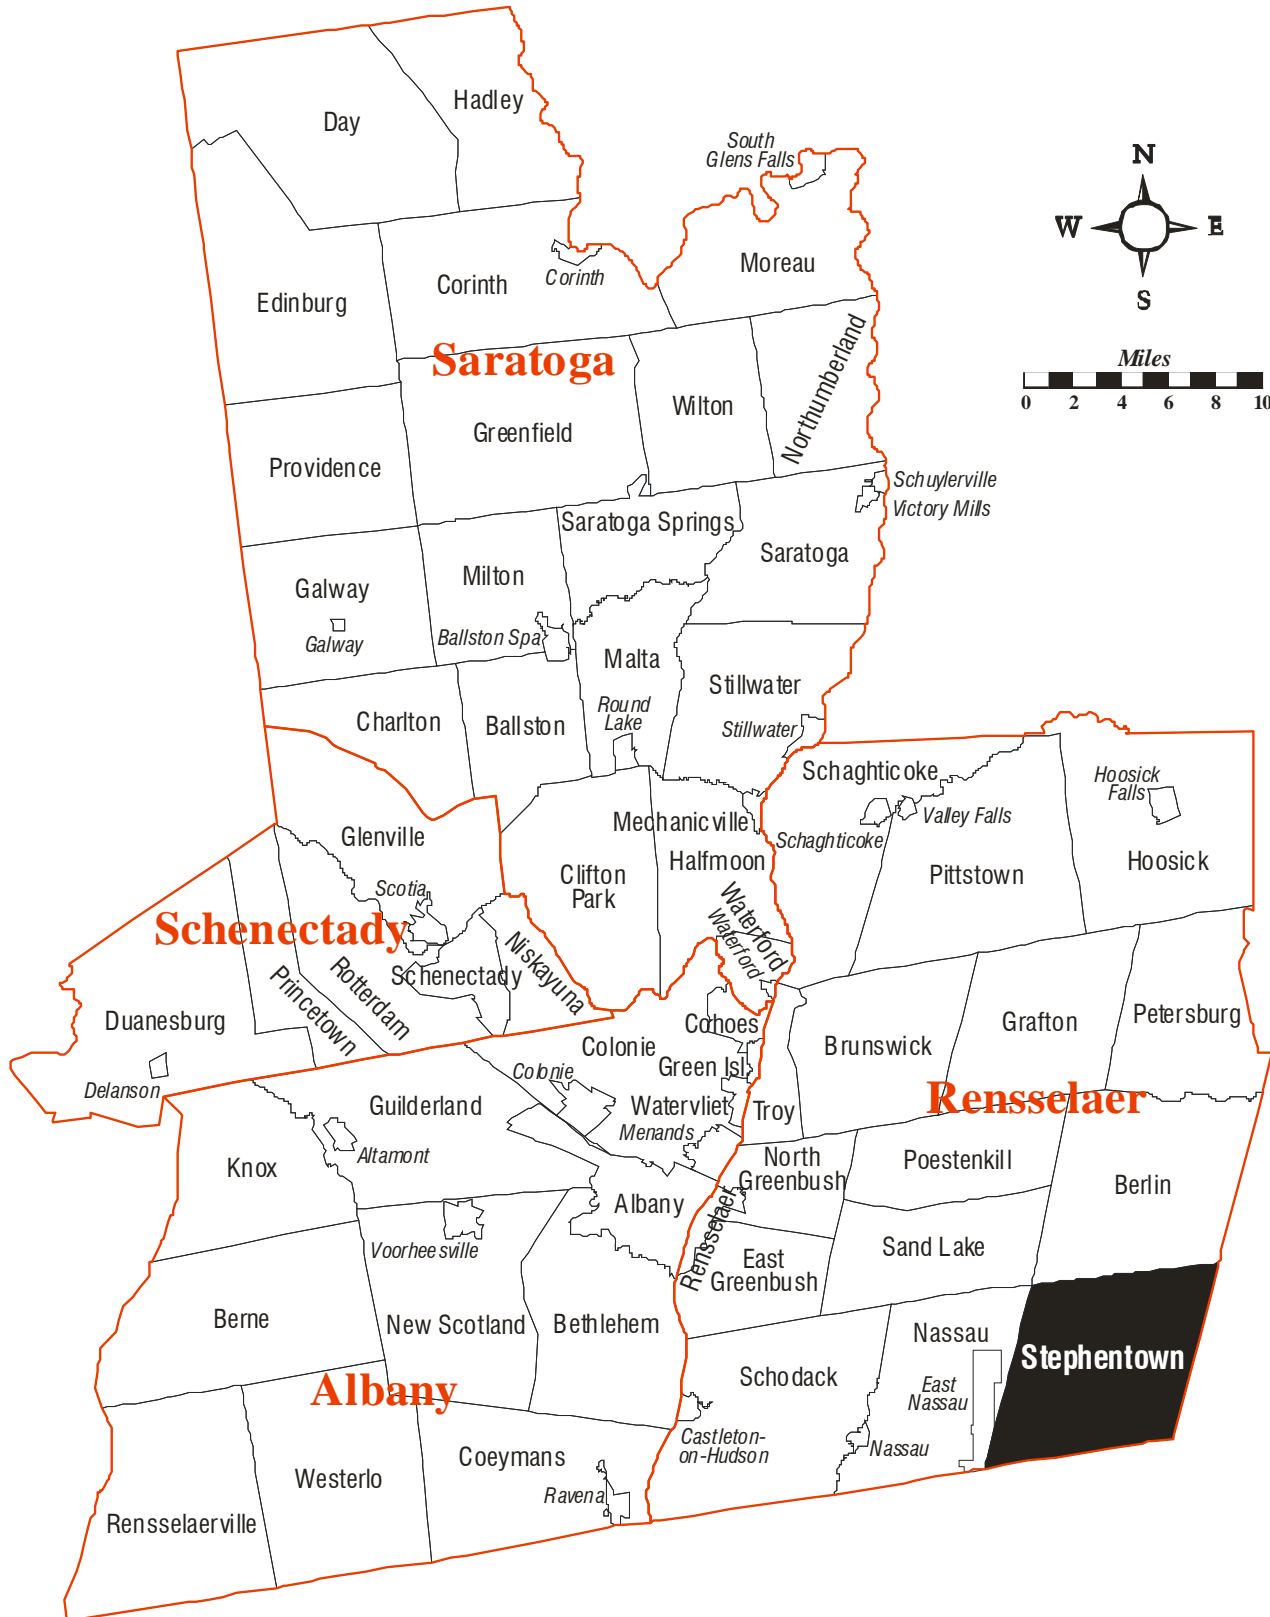 Hadley
Day
South
Glens Falls
N
W
E
S
Moreau
Corinth
Corinth
Edinburg
Northumberland
Miles
0 2 4 6 8 10
Saratoga
Wilton
Greenfield
Providence
Schuylerville
Victory Mills
Saratoga Springs
Saratoga
Milton
Galway
Galway
Ballston Spa
Malta
Stillwater
Round
Lake
Charlton
Ballston
Stillwater
Schaghticoke
Hoosick
Falls
Mechanicville
Valley Falls
Schaghticoke
Glenville
Halfmoon
Hoosick
Clifton
Park
Pittstown
Scotia
Waterford
Waterford
Schenectady
Niskayuna
Schenectady
Rotterdam
Princetown
Duanesburg
Cohoes
Grafton
Petersburg
Colonie
Brunswick
Green Isl
Colonie
Delanson
Rensselaer
Guilderland
Watervliet
Troy
Menands
Altamont
North
Greenbush
Poestenkill
Knox
Berlin
Albany
Rensselaer
Voorheesville
Sand Lake
East
Greenbush
Berne
New Scotland
Bethlehem
Nassau
Stephentown
Schodack
Albany
East
Nassau
Castleton-
on-Hudson
Nassau
Coeymans
Westerlo
Ravena
Rensselaerville